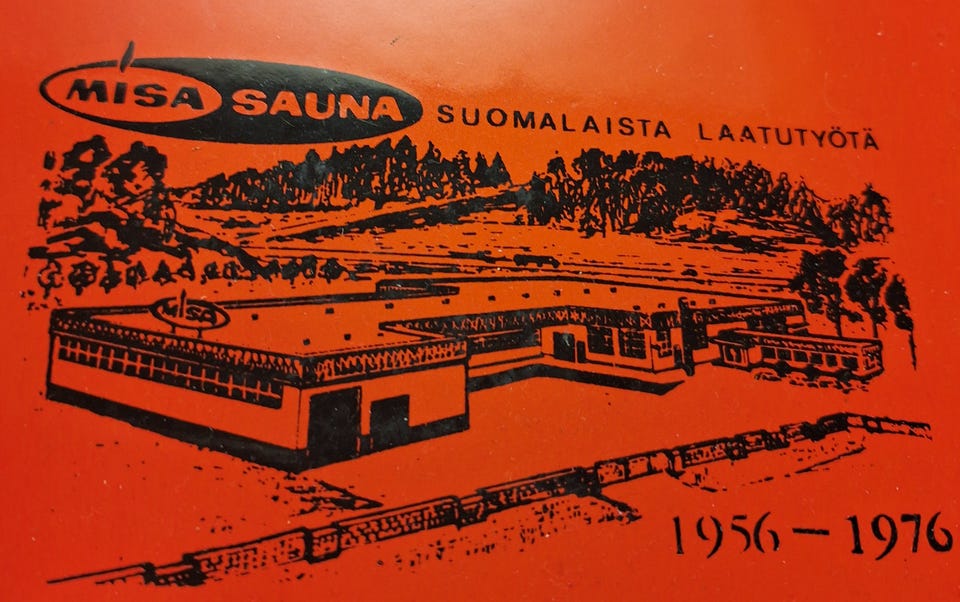 MISA SAUNA SUOMALAISTA LAATUTYÖTÄ
MISA
1956-1976